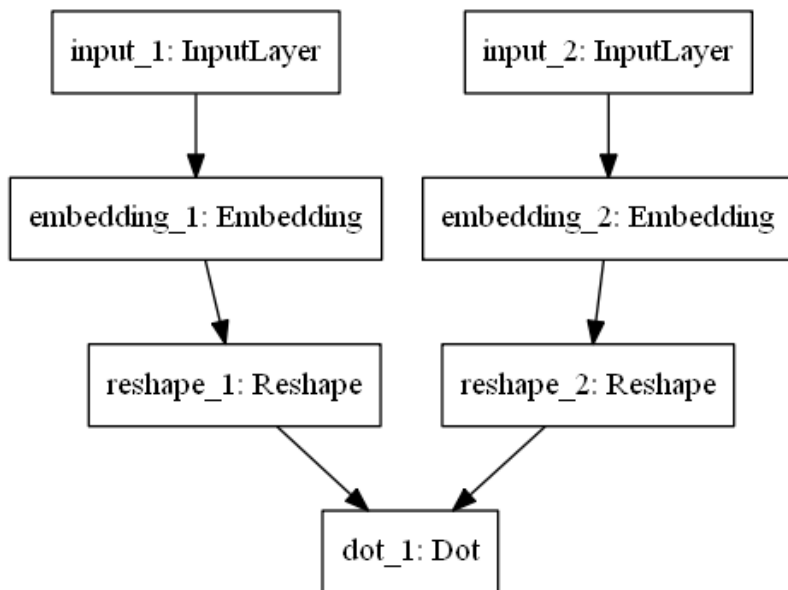 input_1: InputLayer
input_2: InputLayer
embedding_1: Embedding
embedding_2: Embedding
reshape_1: Reshape
reshape_2: Reshape
dot_1: Dot